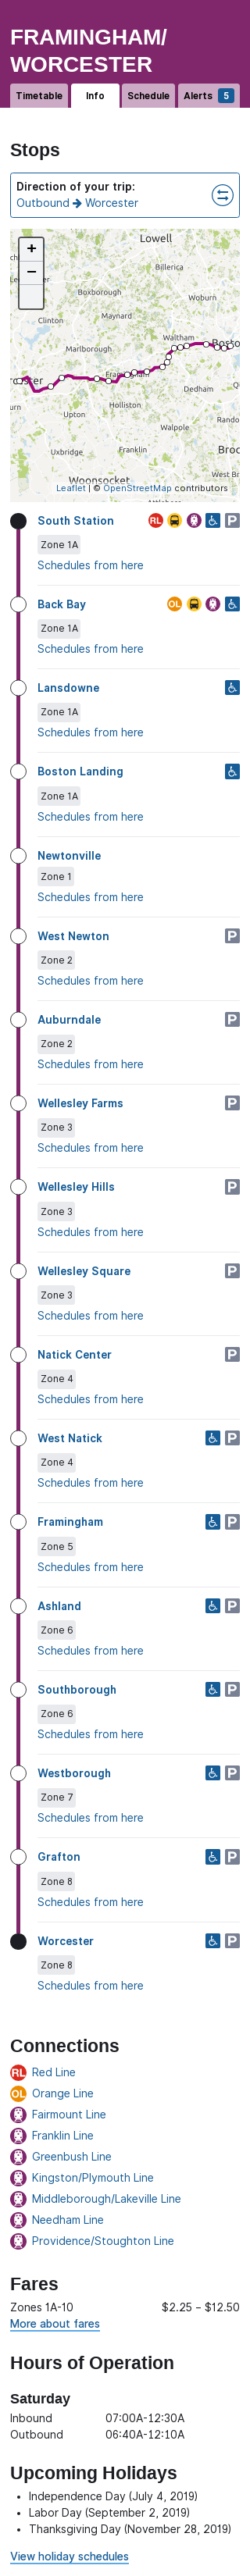 FRAMINGHAM/
WORCESTER
Timetable Info Schedule Alerts 5
Stops
Direction of your trip:
Outbound → Worcester
+
−
Lowell
Billerica
Boxborough
Woburn
Clinton
Maynard
Waltham
Marlborough
Framingham
Dedham
Holliston
Upton
Walpole
Uxbridge
Franklin
Woonsocket
Leaflet | © OpenStreetMap contributors
South Station RL P
Zone 1A
Schedules from here
Back Bay OL
Zone 1A
Schedules from here
Lansdowne
Zone 1A
Schedules from here
Boston Landing
Zone 1A
Schedules from here
Newtonville
Zone 1
Schedules from here
West Newton P
Zone 2
Schedules from here
Auburndale P
Zone 2
Schedules from here
Wellesley Farms P
Zone 3
Schedules from here
Wellesley Hills P
Zone 3
Schedules from here
Wellesley Square P
Zone 3
Schedules from here
Natick Center P
Zone 4
Schedules from here
West Natick P
Zone 4
Schedules from here
Framingham P
Zone 5
Schedules from here
Ashland P
Zone 6
Schedules from here
Southborough P
Zone 6
Schedules from here
Westborough P
Zone 7
Schedules from here
Grafton P
Zone 8
Schedules from here
Worcester P
Zone 8
Schedules from here
Connections
RL Red Line
OL Orange Line
Fairmount Line
Franklin Line
Greenbush Line
Kingston/Plymouth Line
Middleborough/Lakeville Line
Needham Line
Providence/Stoughton Line
Fares
Zones 1A-10 $2.25 – $12.50
More about fares
Hours of Operation
Saturday
Inbound 07:00A-12:30A
Outbound 06:40A-12:10A
Upcoming Holidays
• Independence Day (July 4, 2019)
• Labor Day (September 2, 2019)
• Thanksgiving Day (November 28, 2019)
View holiday schedules